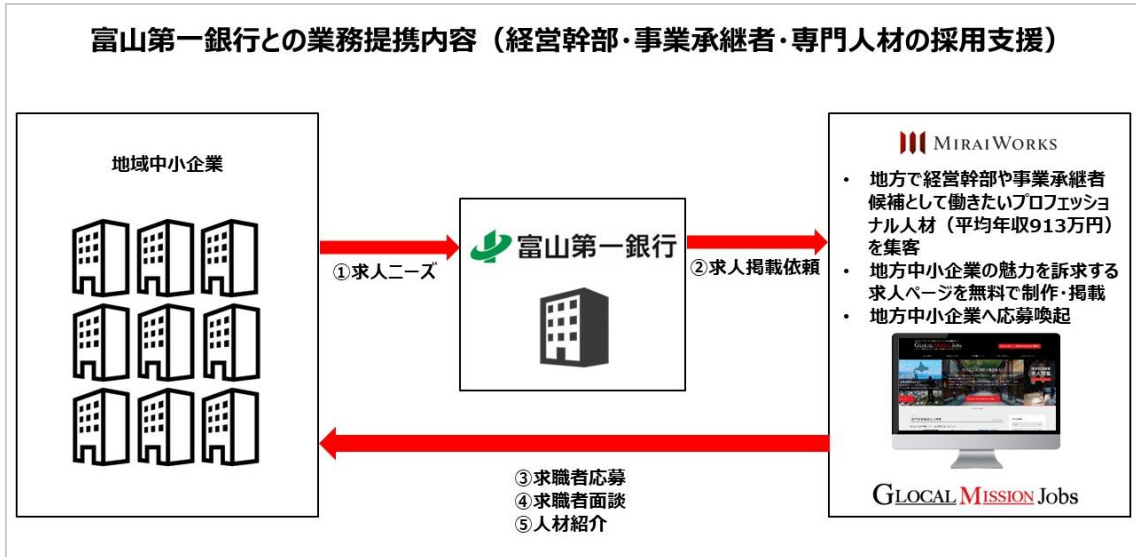 富山第一銀行との業務提携内容（経営幹部･事業承継者･専門人材の採用支援）
地域中小企業
①求人ニーズ
富山第一銀行
②求人掲載依頼
MIRAIWORKS
・ 地方で経営幹部や事業承継者
候補として働きたいプロフェッショ
ナル人材（平均年収913万円）
を集客
・ 地方中小企業の魅力を訴求する
求人ページを無料で制作･掲載
・ 地方中小企業へ応募喚起
GLOCAL MISSION Jobs
GLOCAL MISSION Jobs
③求職者応募
④求職者面談
⑤人材紹介